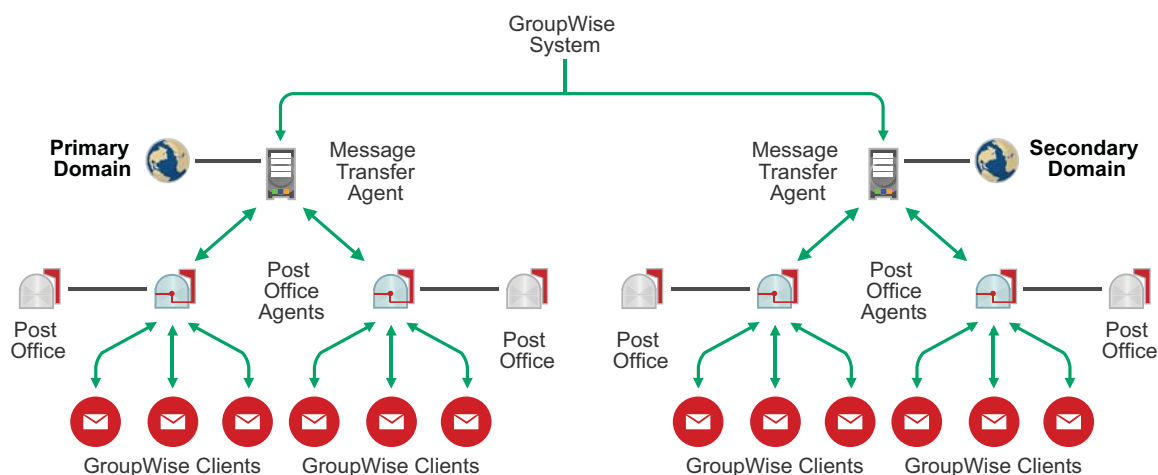 GroupWise
System
Primary
Domain
Message
Transfer
Agent
Message
Transfer
Agent
Secondary
Domain
Post
Office
Post
Office
Agents
Post
Office
Post
Office
Post
Office
Agents
Post
Office
GroupWise Clients
GroupWise Clients
GroupWise Clients
GroupWise Clients